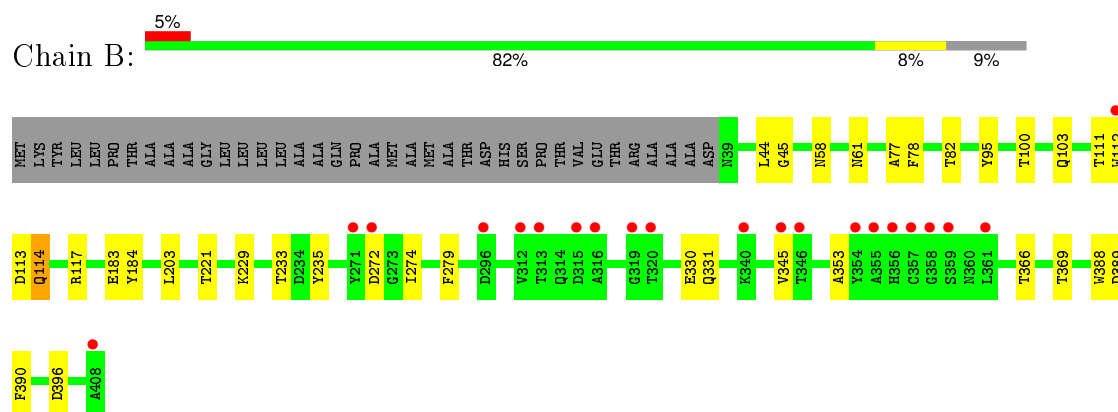 5%
Chain B:
82% 8% 9%
MET LYS TYR LEU LEU PRO THR ALA ALA ALA GLY LEU LEU LEU LEU ALA ALA GLN PRO ALA MET ALA MET ALA THR ASP HIS SER PRO THR VAL GLU THR ARG ALA ALA ALA ASP N39 L44 G45 N58 N61 A77 F78 T82 Y95 T100 Q103 T111 W112
D113 Q114 R117 E183 Y184 L203 T221 K229 T233 D234 Y235 Y271 D272 G273 I274 F279 D296 V312 T313 Q314 D315 A316 G319 T320 E330 Q331 K340 V345 T346 A353 Y354 A355 H356 C357 G358 S359 N360 L361 T366 T369 W388 D389
F390 D396 A408